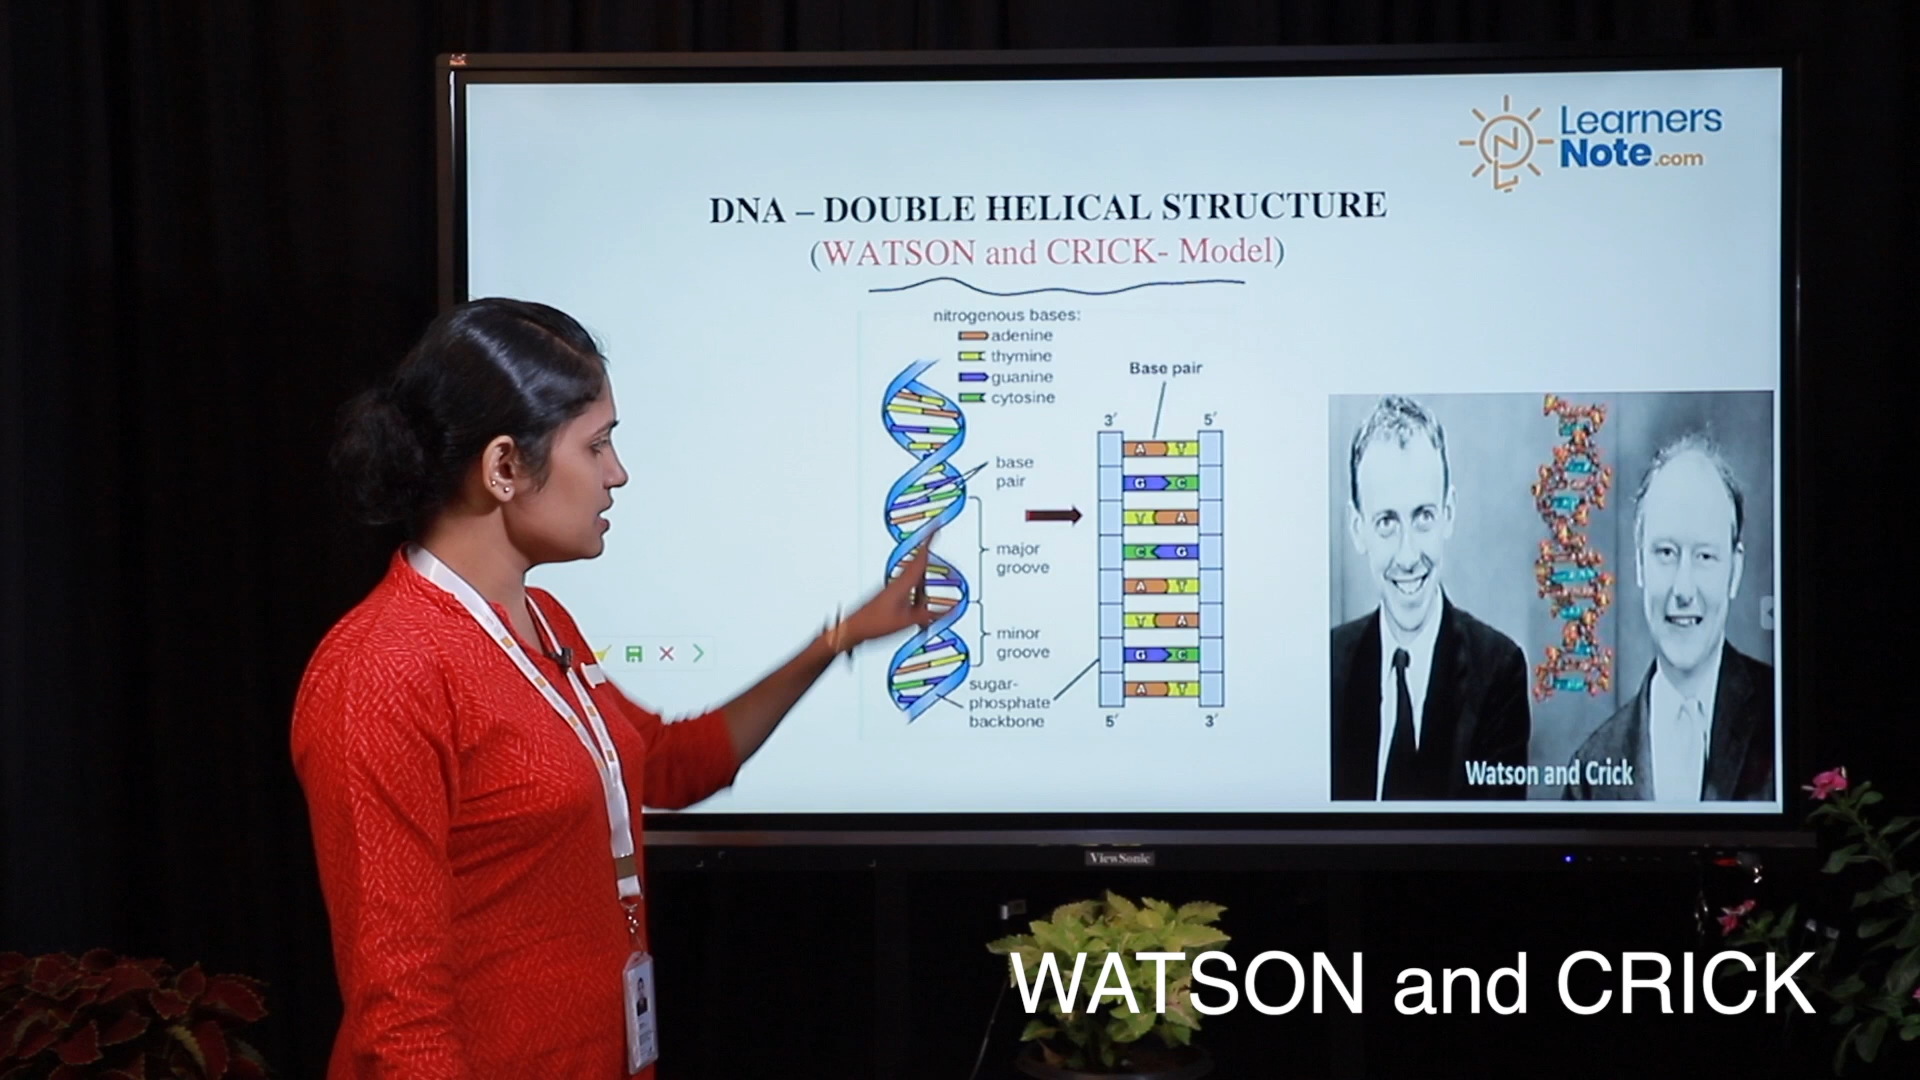 Learners
Note.com
DNA – DOUBLE HELICAL STRUCTURE
(WATSON and CRICK- Model)
nitrogenous bases:
adenine
thymine
guanine
cytosine
Base pair
3′ 5′
A T
G C
T A
C G
A T
T A
G C
A T
5′ 3′
base
pair
major
groove
minor
groove
sugar-
phosphate
backbone
Watson and Crick
ViewSonic
WATSON and CRICK